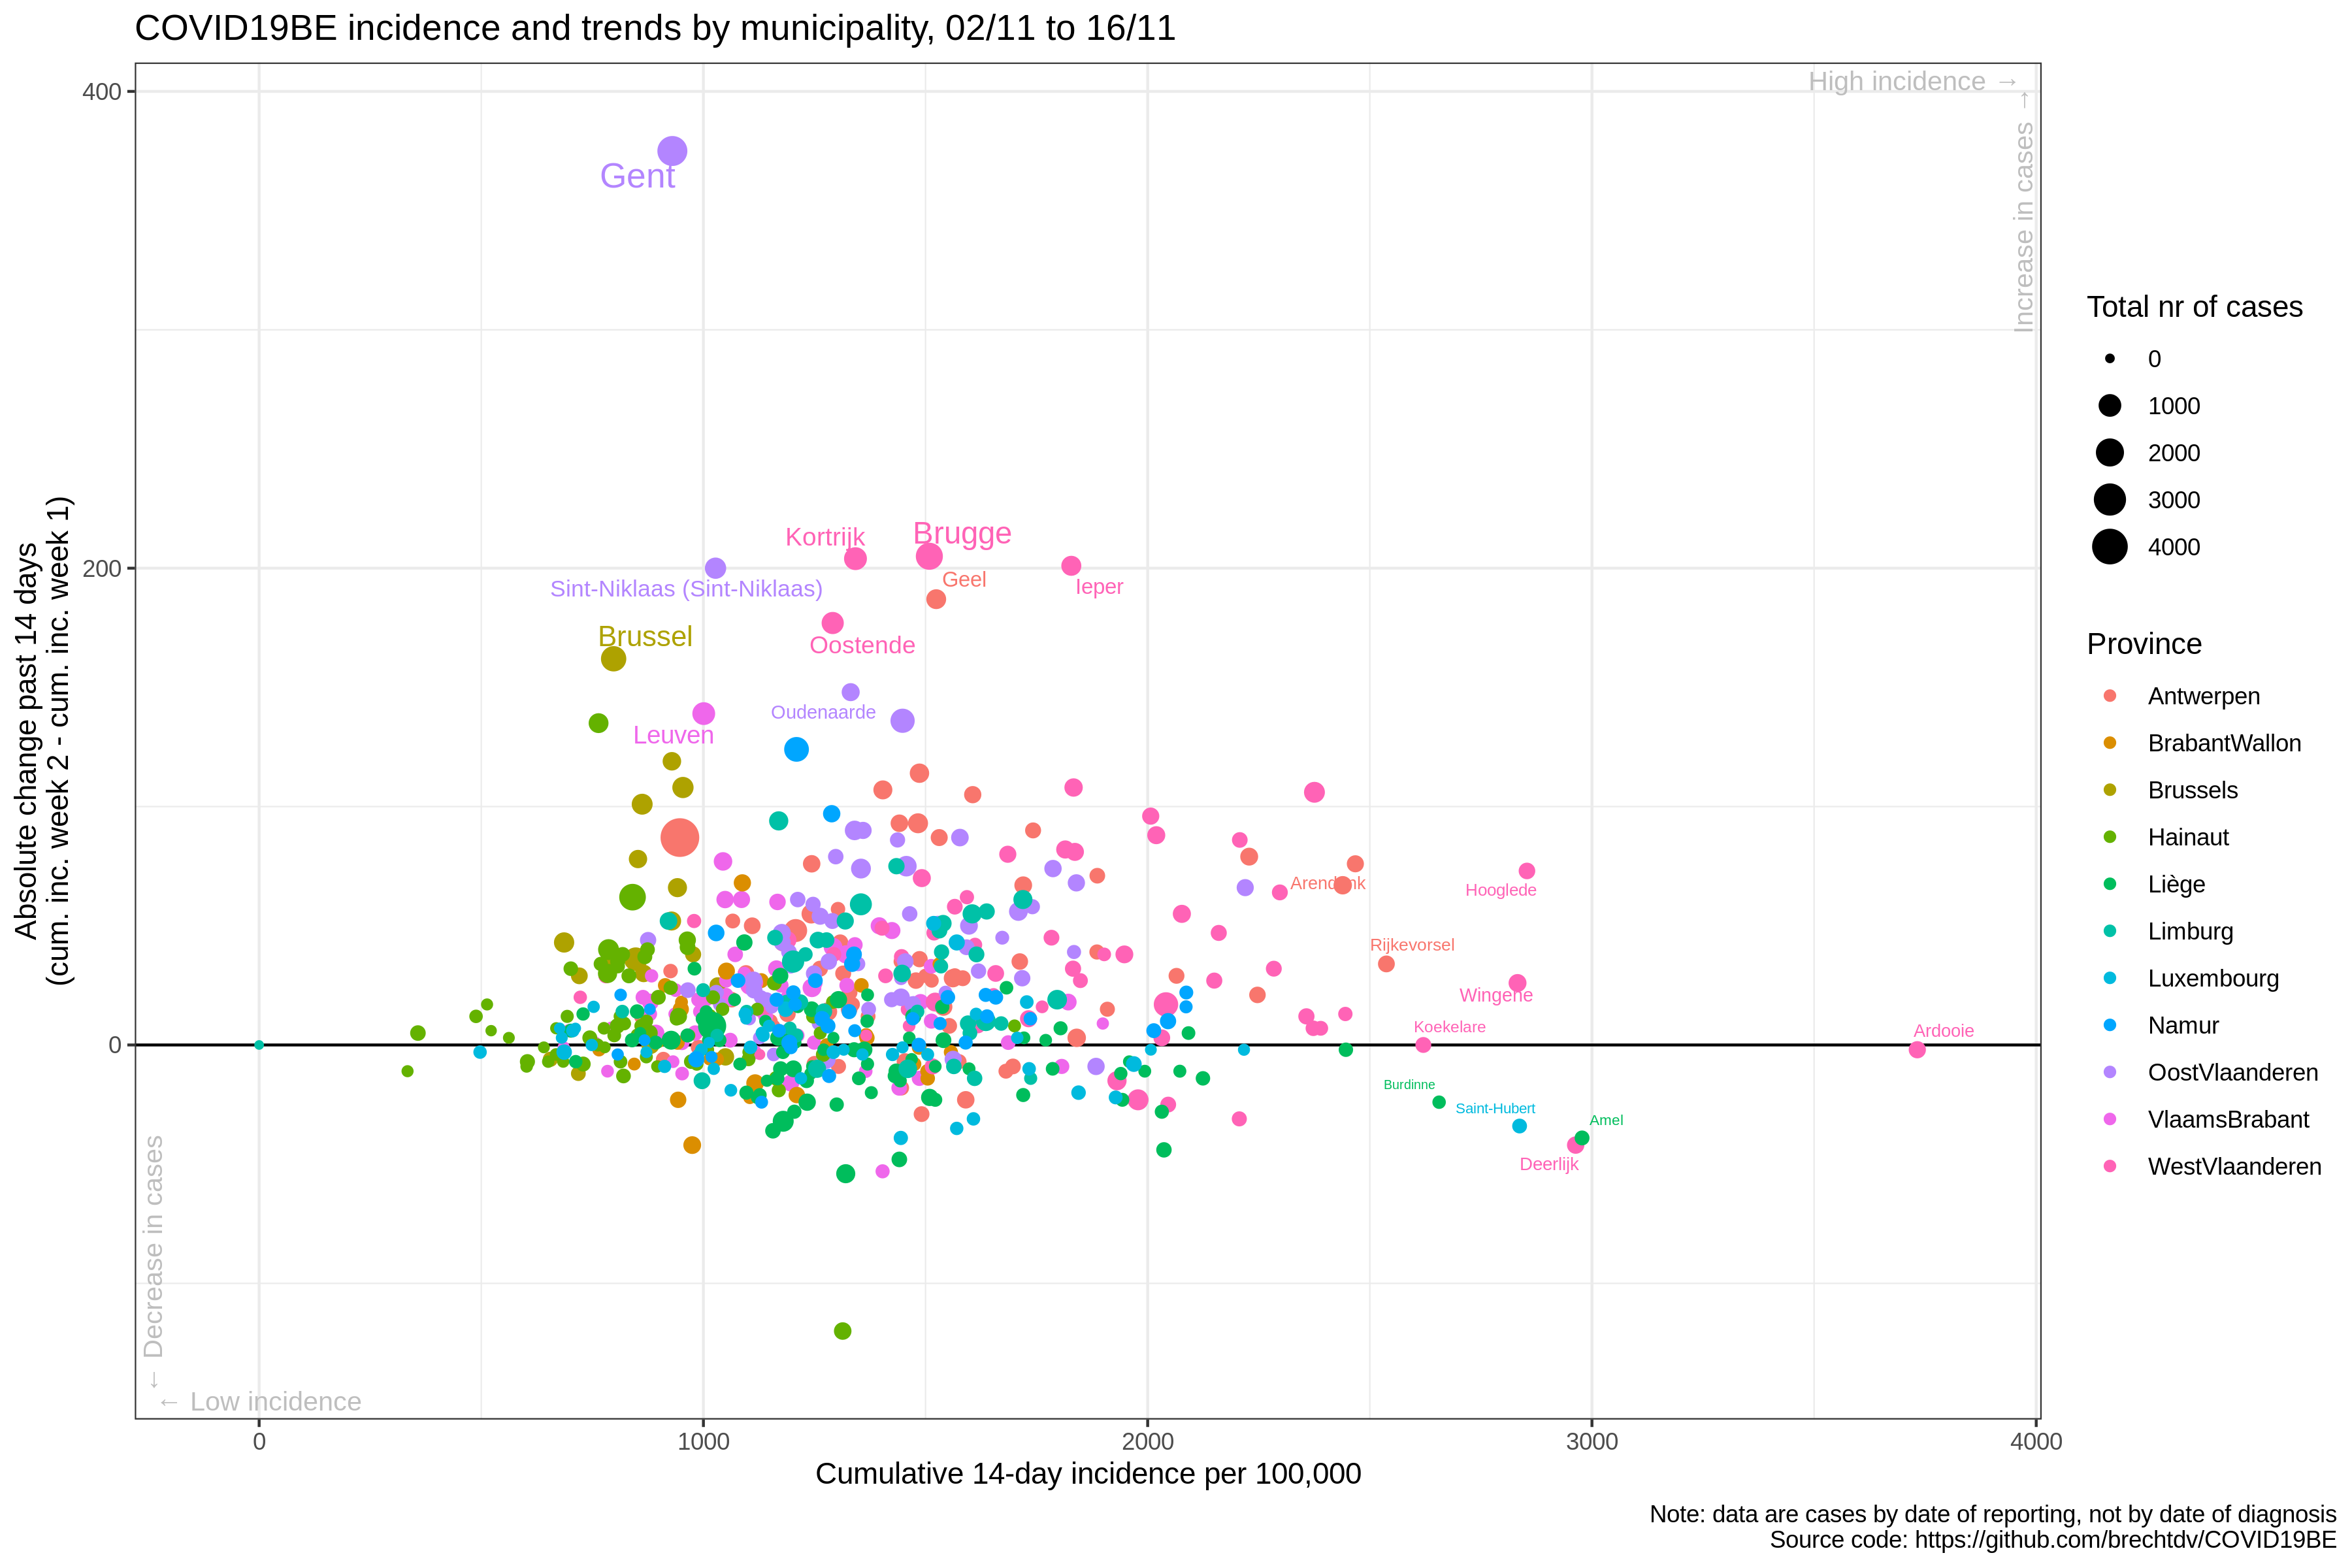 COVID19BE incidence and trends by municipality, 02/11 to 16/11
Absolute change past 14 days
(cum. inc. week 2 - cum. inc. week 1)
400
200
0
High incidence →
Increase in cases →
Gent
Kortrijk
Brugge
Sint-Niklaas (Sint-Niklaas)
Geel
Ieper
Brussel
Oostende
Oudenaarde
Leuven
Arendonk
Hooglede
Rijkevorsel
Wingene
Koekelare
Ardooie
Burdinne
Saint-Hubert
Amel
Deerlijk
← Decrease in cases
← Low incidence
0
1000
2000
3000
4000
Cumulative 14-day incidence per 100,000
Total nr of cases
0
1000
2000
3000
4000
Province
Antwerpen
BrabantWallon
Brussels
Hainaut
Liège
Limburg
Luxembourg
Namur
OostVlaanderen
VlaamsBrabant
WestVlaanderen
Note: data are cases by date of reporting, not by date of diagnosis
Source code: https://github.com/brechtdv/COVID19BE